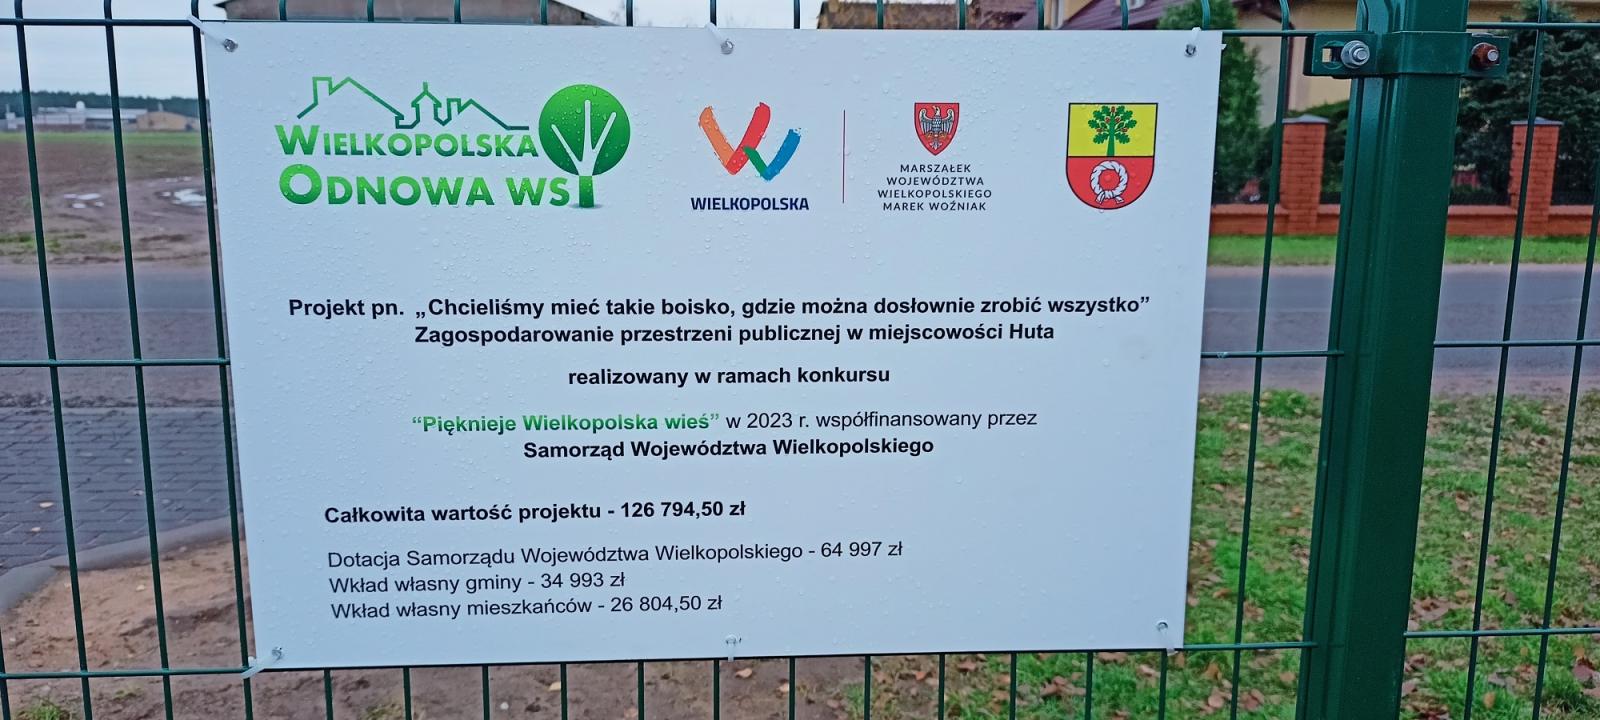 WIELKOPOLSKA
ODNOWA WSI
WIELKOPOLSKA
MARSZAŁEK
WOJEWÓDZTWA
WIELKOPOLSKIEGO
MAREK WOŹNIAK
Projekt pn. „Chcieliśmy mieć takie boisko, gdzie można dosłownie zrobić wszystko”
Zagospodarowanie przestrzeni publicznej w miejscowości Huta
realizowany w ramach konkursu
“Pięknieje Wielkopolska wieś” w 2023 r. współfinansowany przez
Samorząd Województwa Wielkopolskiego
Całkowita wartość projektu - 126 794,50 zł
Dotacja Samorządu Województwa Wielkopolskiego - 64 997 zł
Wkład własny gminy - 34 993 zł
Wkład własny mieszkańców - 26 804,50 zł